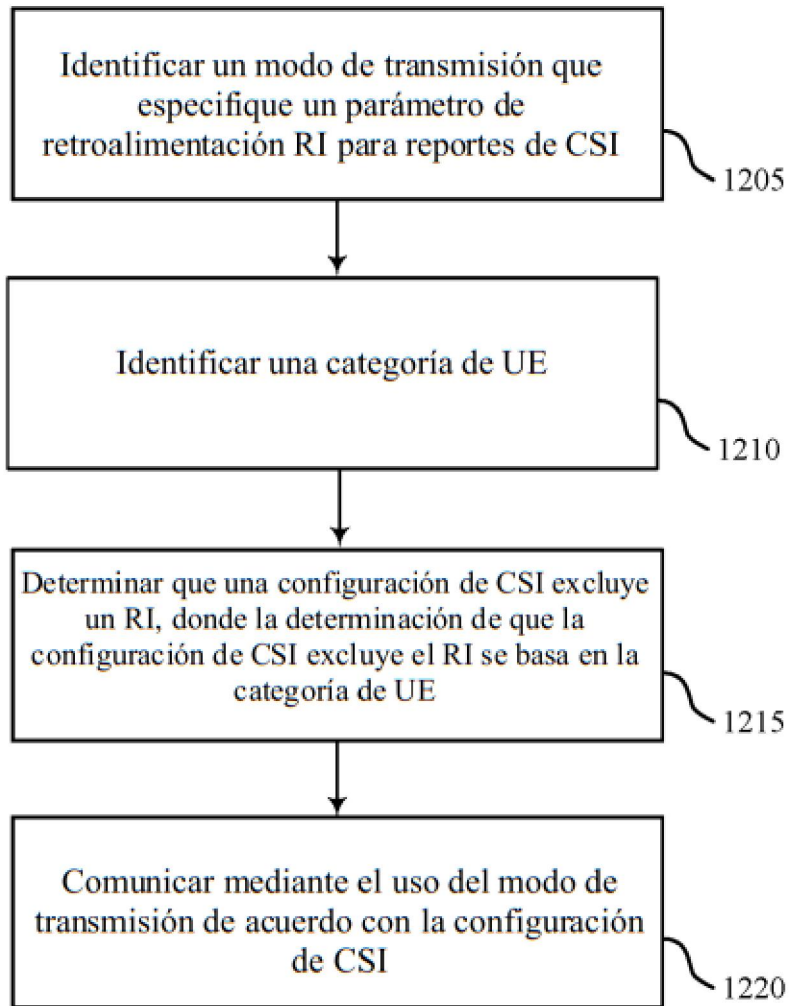 Identificar un modo de transmisión que
especifique un parámetro de
retroalimentación RI para reportes de CSI
1205
Identificar una categoría de UE
1210
Determinar que una configuración de CSI excluye
un RI, donde la determinación de que la
configuración de CSI excluye el RI se basa en la
categoría de UE
1215
Comunicar mediante el uso del modo de
transmisión de acuerdo con la configuración
de CSI
1220